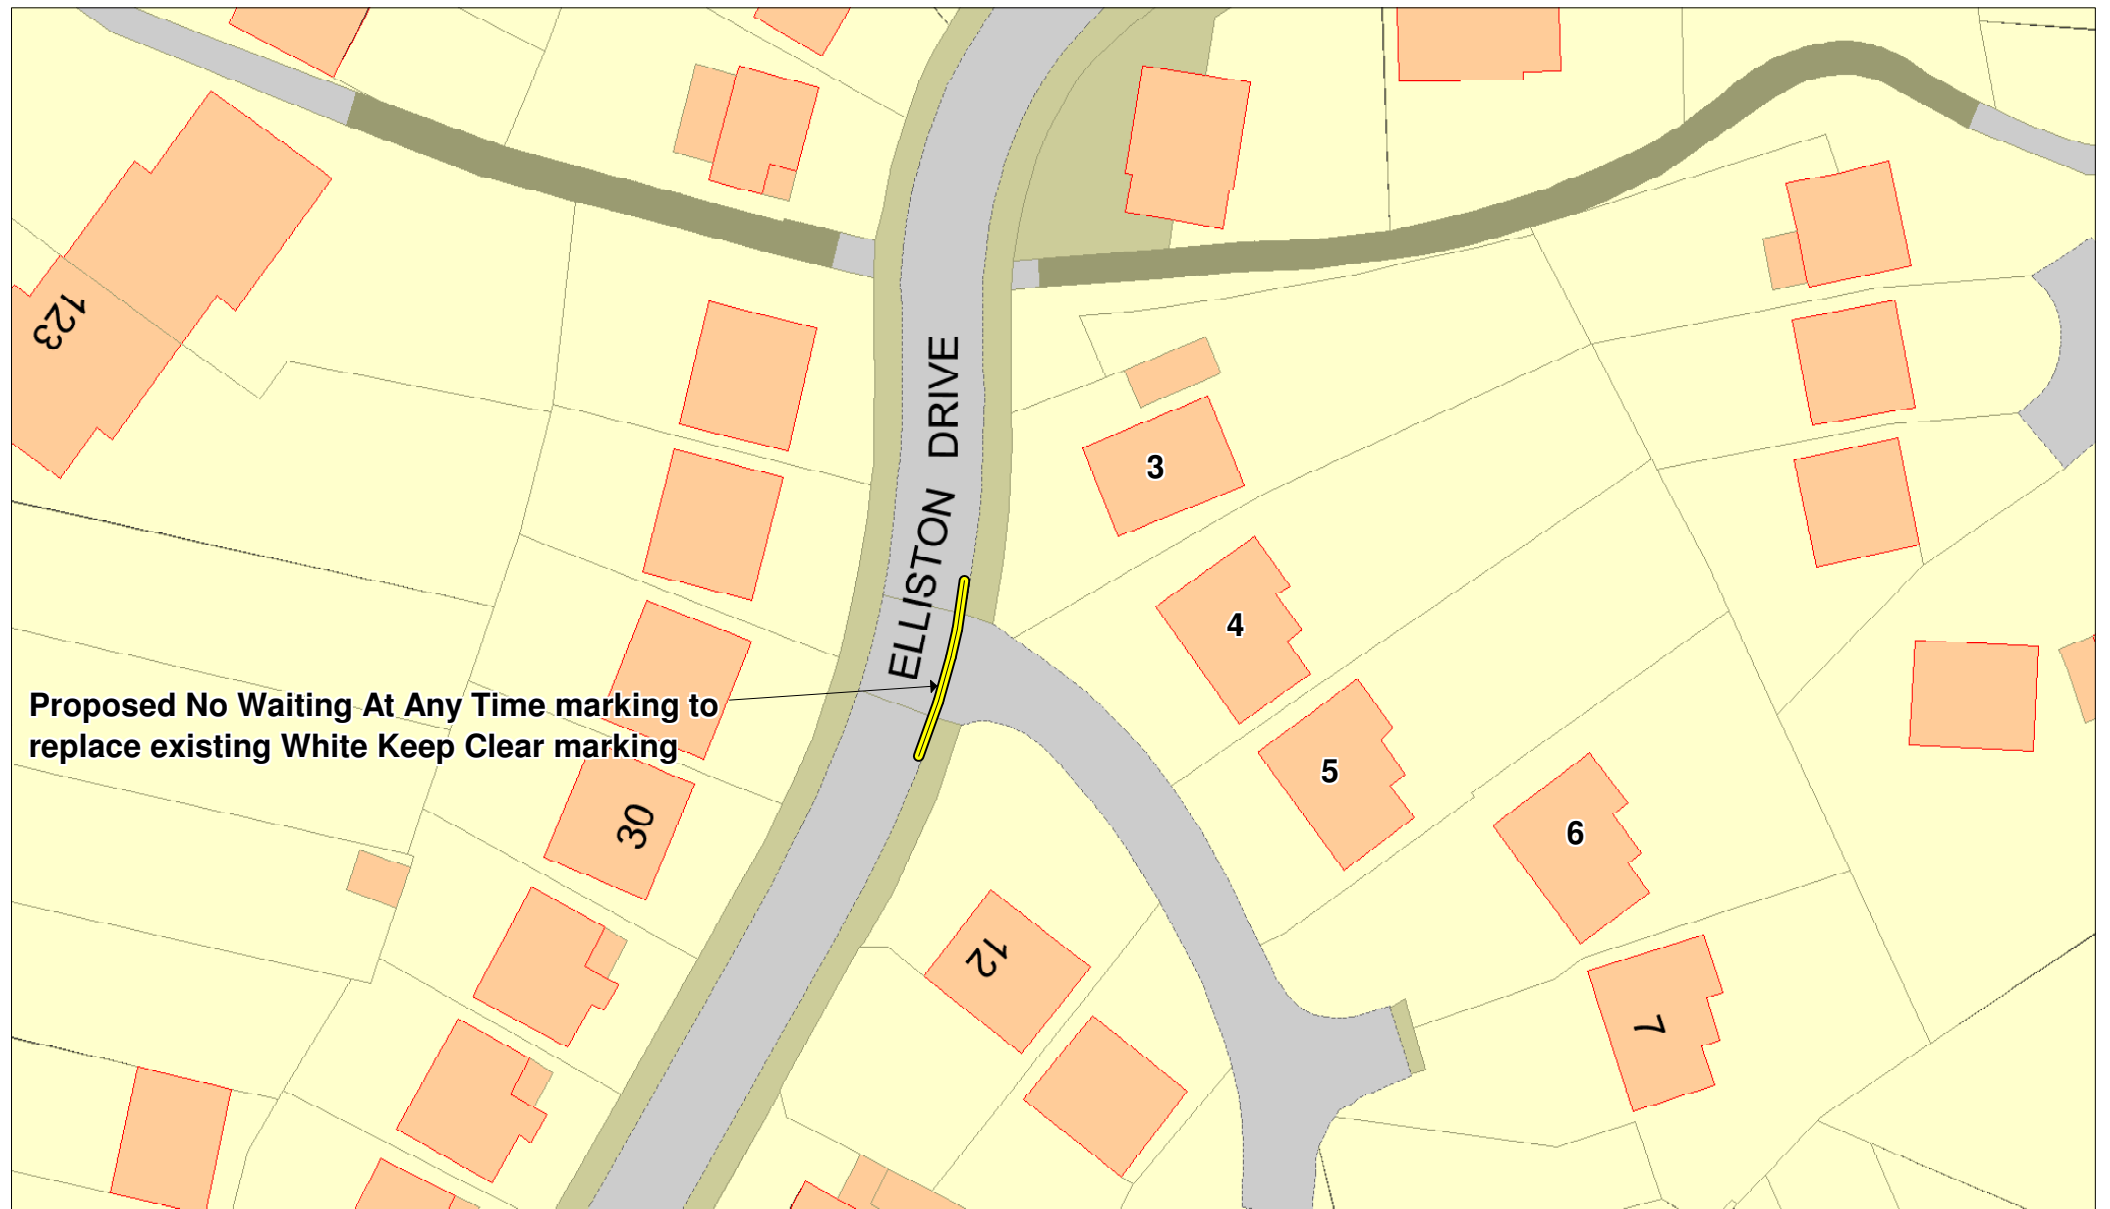 123
ELLISTON DRIVE
3
4
Proposed No Waiting At Any Time marking to
replace existing White Keep Clear marking
5
30
6
12
7